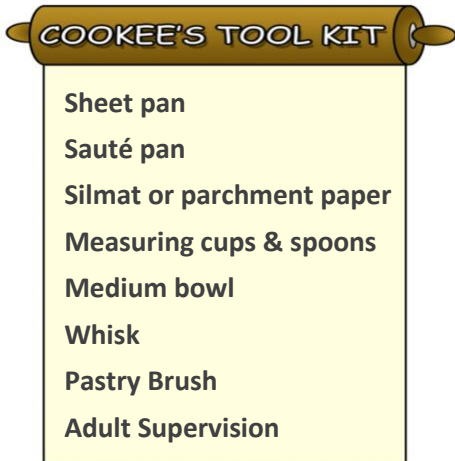 COOKEE'S TOOL KIT
Sheet pan
Sauté pan
Silmat or parchment paper
Measuring cups & spoons
Medium bowl
Whisk
Pastry Brush
Adult Supervision